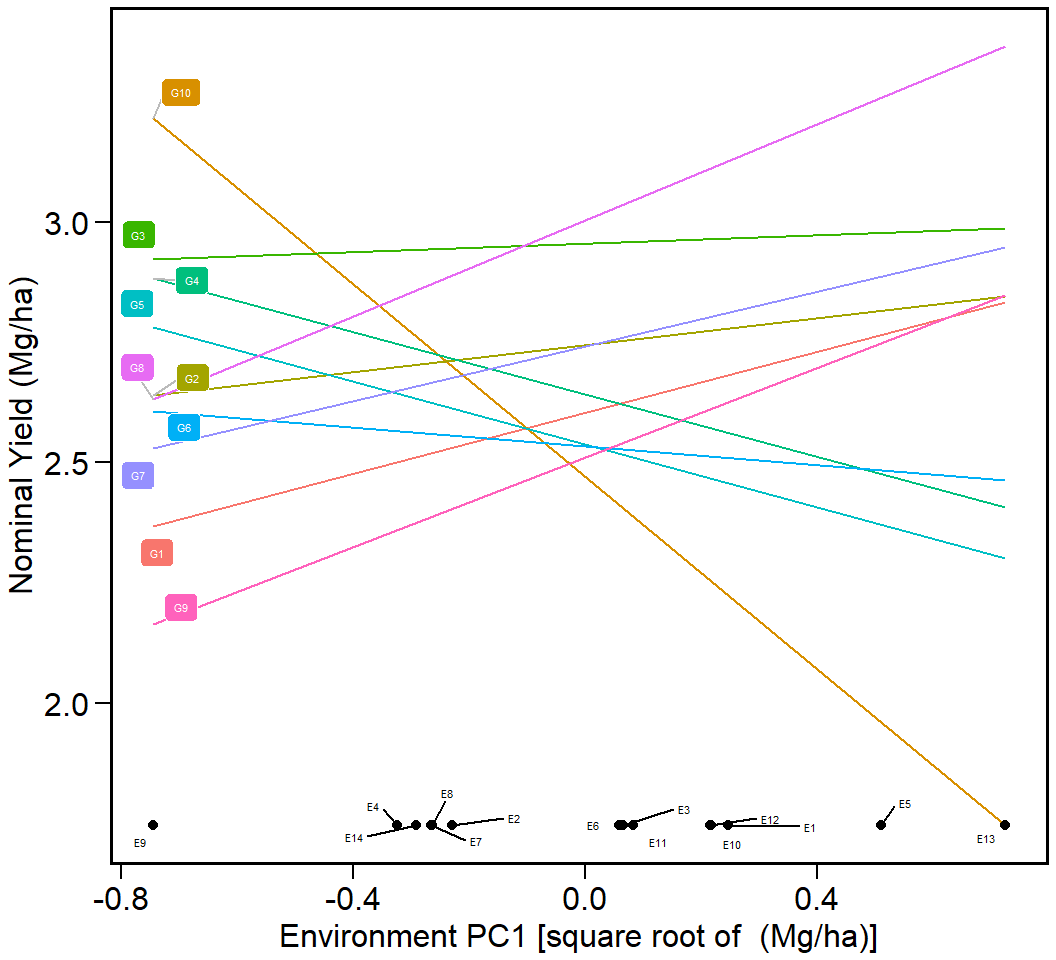 G10
3.0
G3
G4
G5
G8
G2
G6
2.5
G7
G1
G9
2.0
E8
E4
E2
E3
E5
E6
E12
E1
E14
E7
E9
E11
E10
E13
-0.8
-0.4
0.0
0.4
Environment PC1 [square root of  (Mg/ha)]
Nominal Yield (Mg/ha)